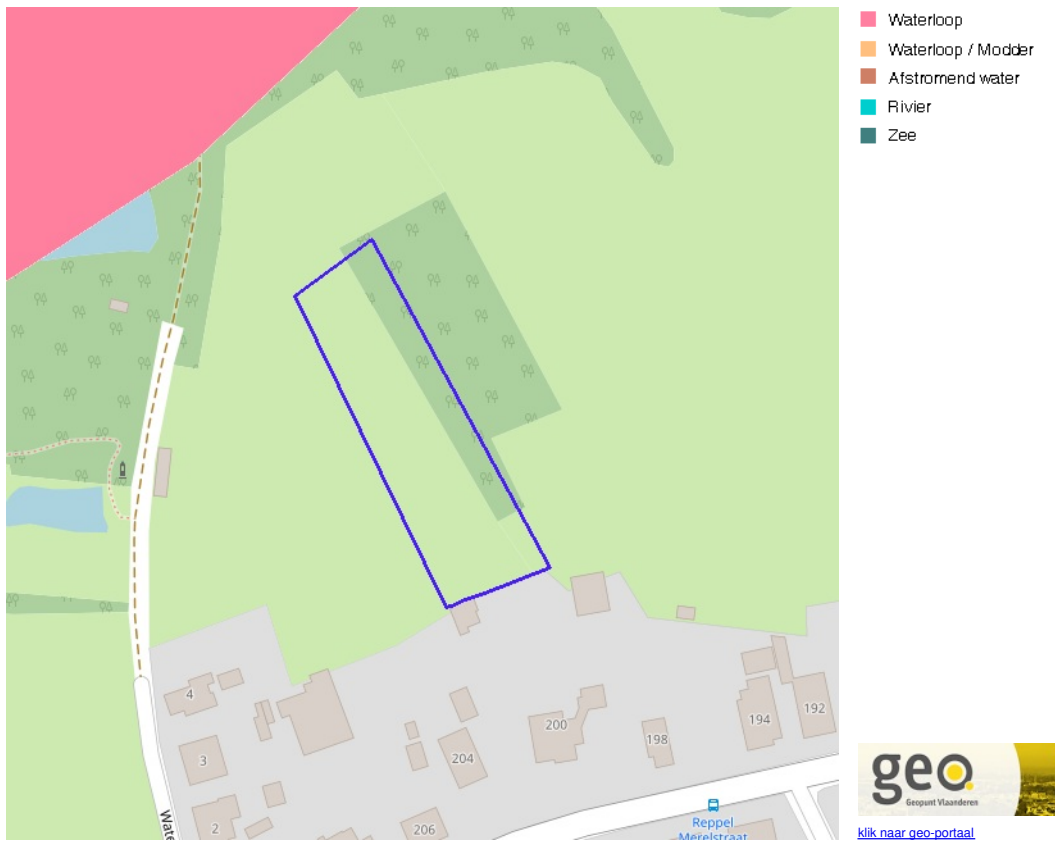 Waterloop
Waterloop / Modder
Afstromend water
Rivier
Zee
4
3
2
200
204
206
198
194
192
Reppel
Merelstraat
geo.
Geopunt Vlaanderen
klik naar geo-portaal